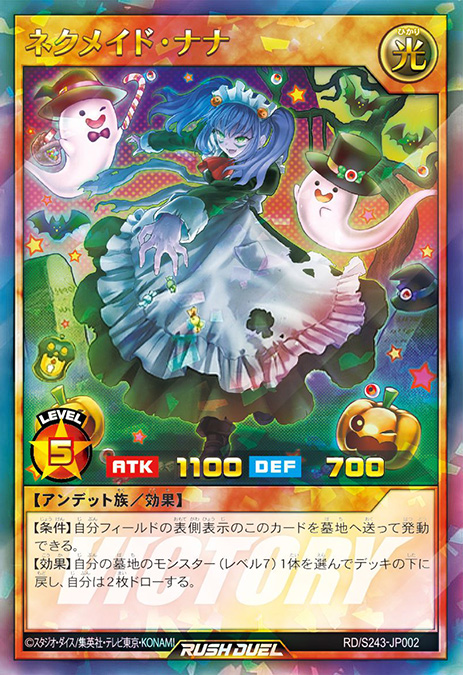 ネクメイド・ナナ
ひかり
光
LEVEL
5
ATK 1100 DEF 700
【アンデット族／効果】
【条件】自分フィールドの表側表示のこのカードを墓地へ送って発動
できる。
【効果】自分の墓地のモンスター（レベル７）１体を選んでデッキの下に
戻し、自分は２枚ドローする。
VICTORY
©スタジオ・ダイス/集英社・テレビ東京・KONAMI
RUSH DUEL
RD/S243-JP002